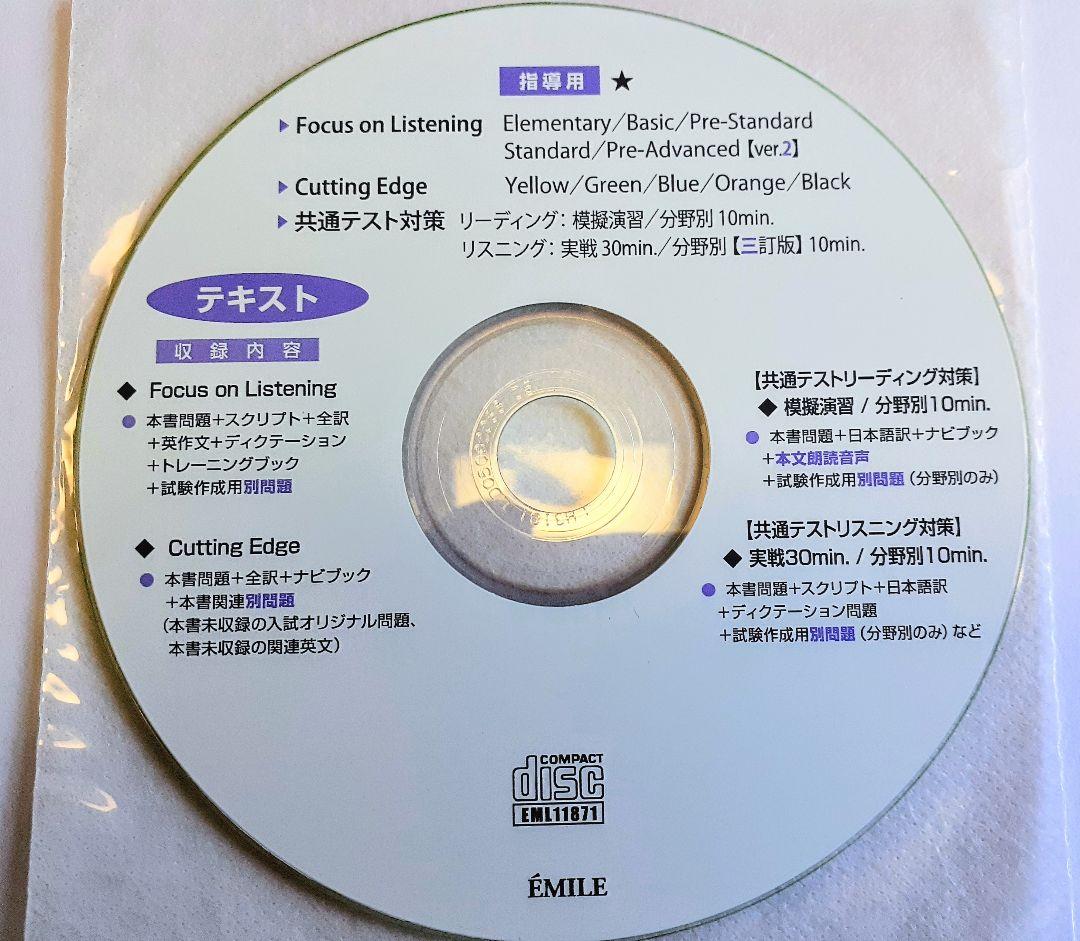 指導用 ★
▶ Focus on Listening Elementary/Basic/Pre-Standard
Standard/Pre-Advanced【ver.2】
▶ Cutting Edge Yellow/Green/Blue/Orange/Black
▶ 共通テスト対策 リーディング：模擬演習/分野別 10min.
リスニング：実戦 30min./分野別【三訂版】10min.
テキスト
収録内容
◆ Focus on Listening
● 本書問題＋スクリプト＋全訳
＋英作文＋ディクテーション
＋トレーニングブック
＋試験作成用別問題
◆ Cutting Edge
● 本書問題＋全訳＋ナビブック
＋本書関連別問題
（本書未収録の入試オリジナル問題、
本書未収録の関連英文）
【共通テストリーディング対策】
◆ 模擬演習 / 分野別10min.
● 本書問題＋日本語訳＋ナビブック
＋本文朗読音声
＋試験作成用別問題（分野別のみ）
【共通テストリスニング対策】
◆ 実戦30min. / 分野別10min.
● 本書問題＋スクリプト＋日本語訳
＋ディクテーション問題
＋試験作成用別問題（分野別のみ）など
COMPACT
disc
EML11871
ÉMILE